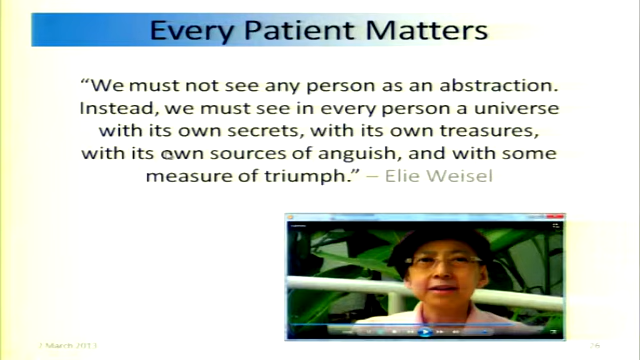 Every Patient Matters
“We must not see any person as an abstraction.
Instead, we must see in every person a universe
with its own secrets, with its own treasures,
with its own sources of anguish, and with some
measure of triumph.” – Elie Weisel
2 March 2013
26